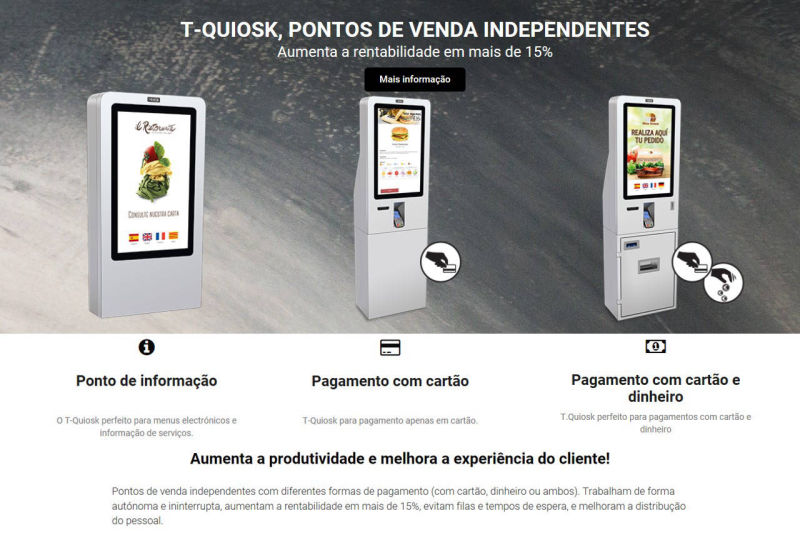 T-QUIOSK, PONTOS DE VENDA INDEPENDENTES
Aumenta a rentabilidade em mais de 15%
Mais informação
il Ristorante
CONSULTE NUESTRA CARTA
REALIZA AQUÍ
TU PEDIDO
Ponto de informação
O T-Quiosk perfeito para menus electrónicos e
informação de serviços.
Pagamento com cartão
T-Quiosk para pagamento apenas em cartão.
Pagamento com cartão e
dinheiro
T.Quiosk perfeito para pagamentos com cartão e
dinheiro
Aumenta a produtividade e melhora a experiência do cliente!
Pontos de venda independentes com diferentes formas de pagamento (com cartão, dinheiro ou ambos). Trabalham de forma
autónoma e ininterrupta, aumentam a rentabilidade em mais de 15%, evitam filas e tempos de espera, e melhoram a distribução
do pessoal.